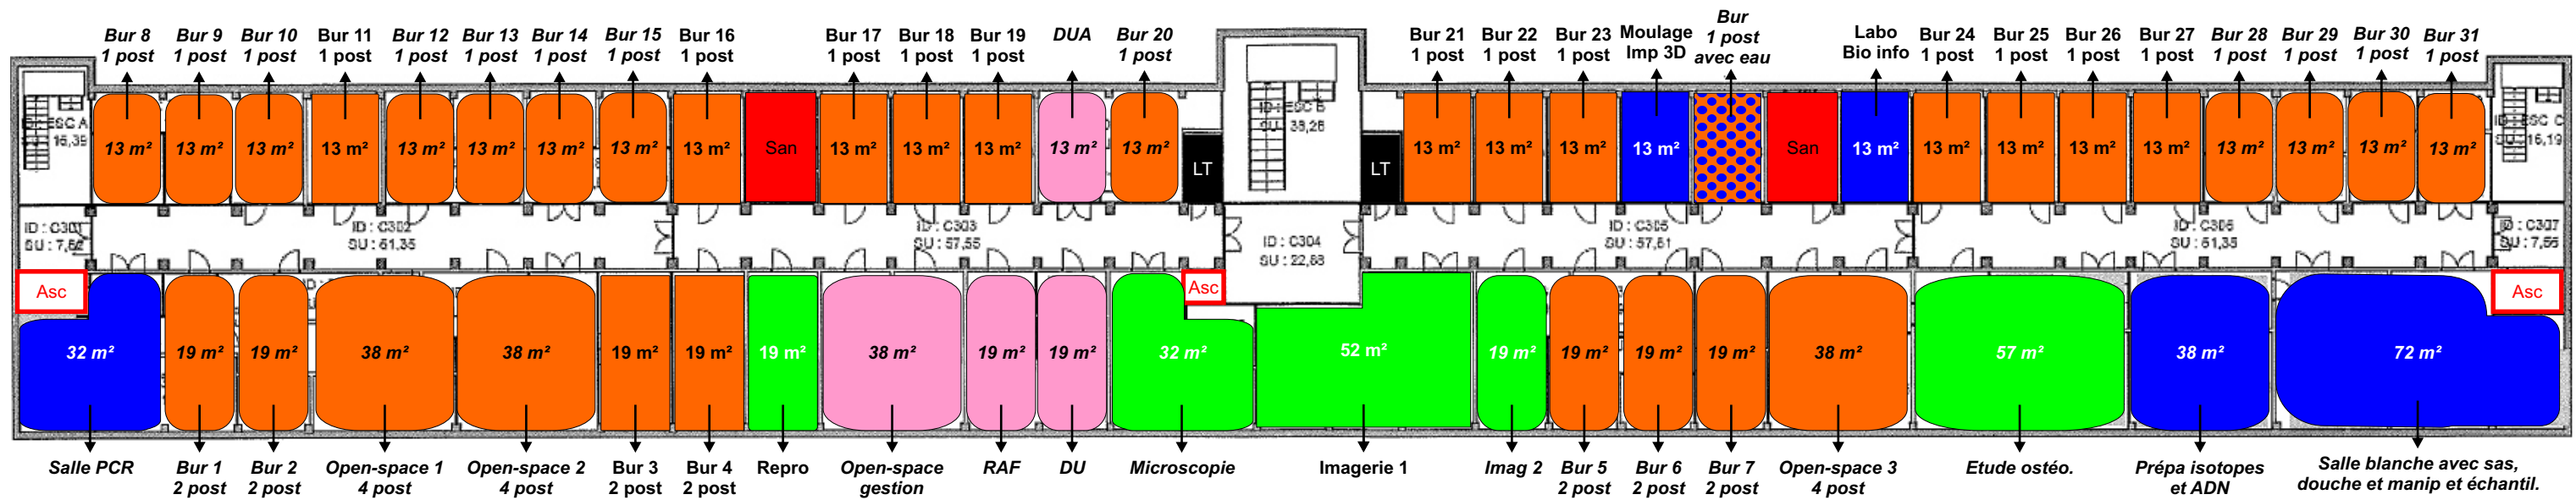 Bur 8
1 post
Bur 9
1 post
Bur 10
1 post
Bur 11
1 post
Bur 12
1 post
Bur 13
1 post
Bur 14
1 post
Bur 15
1 post
Bur 16
1 post
Bur 17
1 post
Bur 18
1 post
Bur 19
1 post
DUA
Bur 20
1 post
Bur 21
1 post
Bur 22
1 post
Bur 23
1 post
Moulage
Imp 3D
Bur
1 post
avec eau
Labo
Bio info
Bur 24
1 post
Bur 25
1 post
Bur 26
1 post
Bur 27
1 post
Bur 28
1 post
Bur 29
1 post
Bur 30
1 post
Bur 31
1 post
ESC A
16,39
13 m²
13 m²
13 m²
13 m²
13 m²
13 m²
13 m²
13 m²
13 m²
San
13 m²
13 m²
13 m²
13 m²
13 m²
LT
ID : ESC B
SU : 38,26
LT
13 m²
13 m²
13 m²
13 m²
San
13 m²
13 m²
13 m²
13 m²
13 m²
13 m²
13 m²
13 m²
13 m²
ESC C
16,19
ID : C301
SU : 7,62
ID : C302
SU : 61,35
ID : C303
SU : 57,55
ID : C304
SU : 22,68
ID : C305
SU : 57,61
ID : C306
SU : 61,35
ID : C307
SU : 7,56
Asc
Asc
Asc
32 m²
19 m²
19 m²
38 m²
38 m²
19 m²
19 m²
19 m²
38 m²
19 m²
19 m²
32 m²
52 m²
19 m²
19 m²
19 m²
19 m²
38 m²
57 m²
38 m²
72 m²
Salle PCR
Bur 1
2 post
Bur 2
2 post
Open-space 1
4 post
Open-space 2
4 post
Bur 3
2 post
Bur 4
2 post
Repro
Open-space
gestion
RAF
DU
Microscopie
Imagerie 1
Imag 2
Bur 5
2 post
Bur 6
2 post
Bur 7
2 post
Open-space 3
4 post
Etude ostéo.
Prépa isotopes
et ADN
Salle blanche avec sas,
douche et manip et échantil.